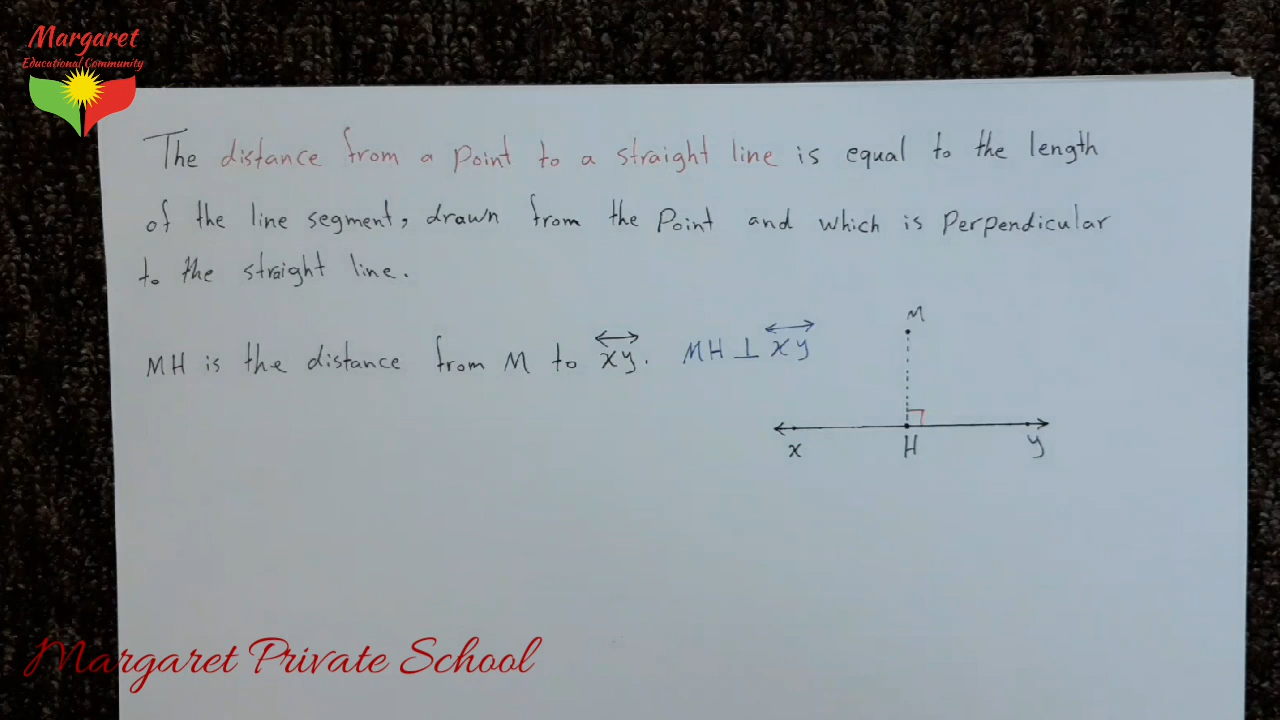 Margaret
Educational Community
The distance from a point to a straight line is equal to the length
of the line segment, drawn from the Point and which is Perpendicular
to the straight line.
MH is the distance from M to xy. MH ⊥ xy
M
x H y
Margaret Private School